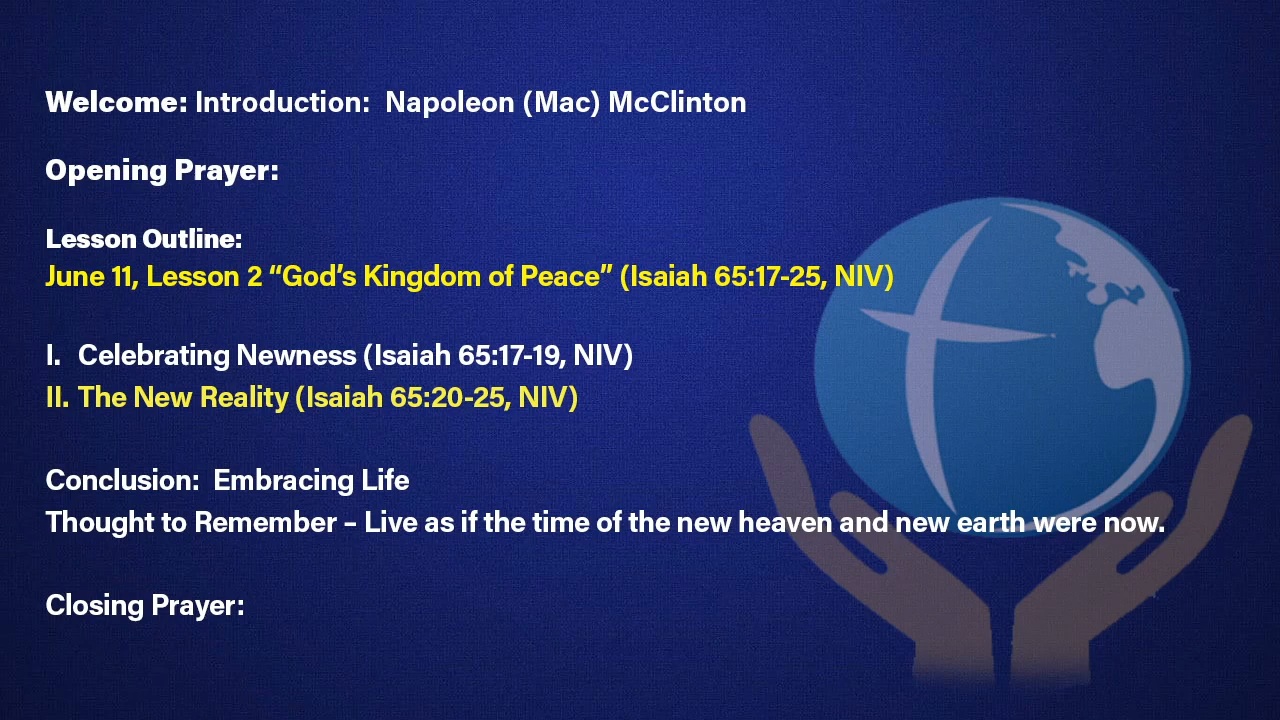 Welcome: Introduction:  Napoleon (Mac) McClinton
Opening Prayer:
Lesson Outline:
June 11, Lesson 2 “God’s Kingdom of Peace” (Isaiah 65:17-25, NIV)
I.  Celebrating Newness (Isaiah 65:17-19, NIV)
II. The New Reality (Isaiah 65:20-25, NIV)
Conclusion:  Embracing Life
Thought to Remember – Live as if the time of the new heaven and new earth were now.
Closing Prayer: